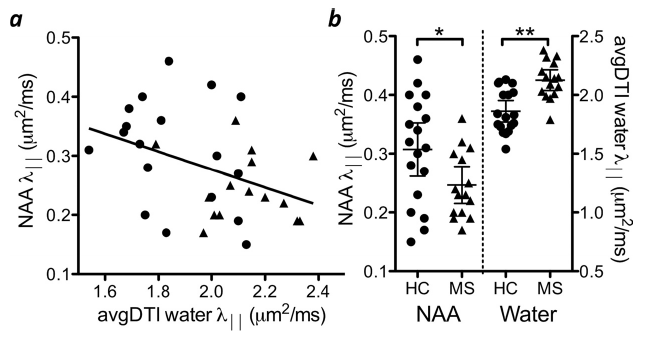 a
0.5
0.4
0.3
0.2
0.1
NAA λ|| (μm²/ms)
1.6 1.8 2.0 2.2 2.4
avgDTI water λ|| (μm²/ms)
b
* **
0.5
0.4
0.3
0.2
0.1
NAA λ|| (μm²/ms)
2.5
2.0
1.5
1.0
0.5
avgDTI water λ|| (μm²/ms)
HC MS HC MS
NAA Water